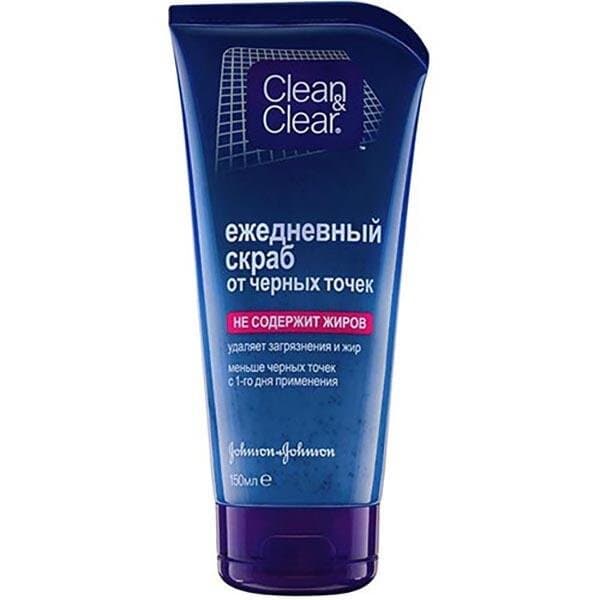 Clean
&
Clear®
™
ежедневный
скраб
от черных точек
НЕ СОДЕРЖИТ ЖИРОВ
удаляет загрязнения и жир
меньше черных точек
с 1-го дня применения
Johnson+Johnson
150мл e